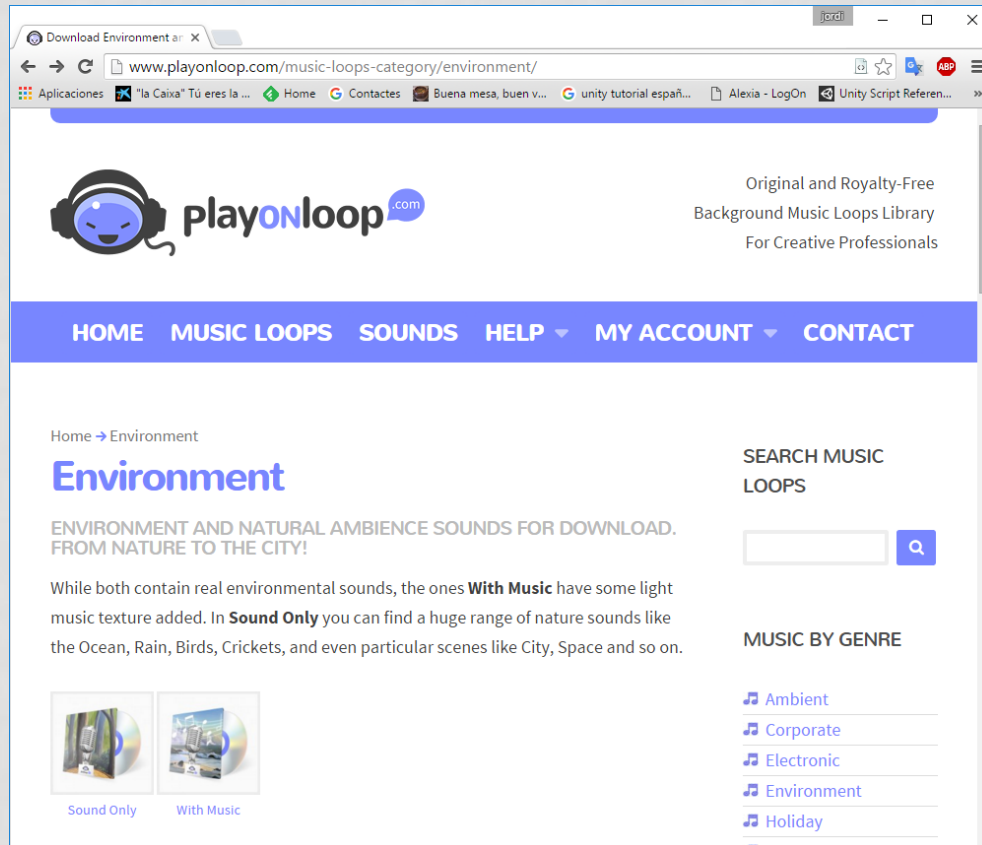 jordi
Download Environment ar
www.playonloop.com/music-loops-category/environment/
ABP
Aplicaciones "la Caixa" Tú eres la ... Home Contactes Buena mesa, buen v... unity tutorial españ... Alexia - LogOn Unity Script Referen... »
playonloop .com
Original and Royalty-Free
Background Music Loops Library
For Creative Professionals
HOME MUSIC LOOPS SOUNDS HELP MY ACCOUNT CONTACT
Home → Environment
Environment
ENVIRONMENT AND NATURAL AMBIENCE SOUNDS FOR DOWNLOAD.
FROM NATURE TO THE CITY!
While both contain real environmental sounds, the ones With Music have some light
music texture added. In Sound Only you can find a huge range of nature sounds like
the Ocean, Rain, Birds, Crickets, and even particular scenes like City, Space and so on.
Sound Only With Music
SEARCH MUSIC
LOOPS
MUSIC BY GENRE
Ambient
Corporate
Electronic
Environment
Holiday